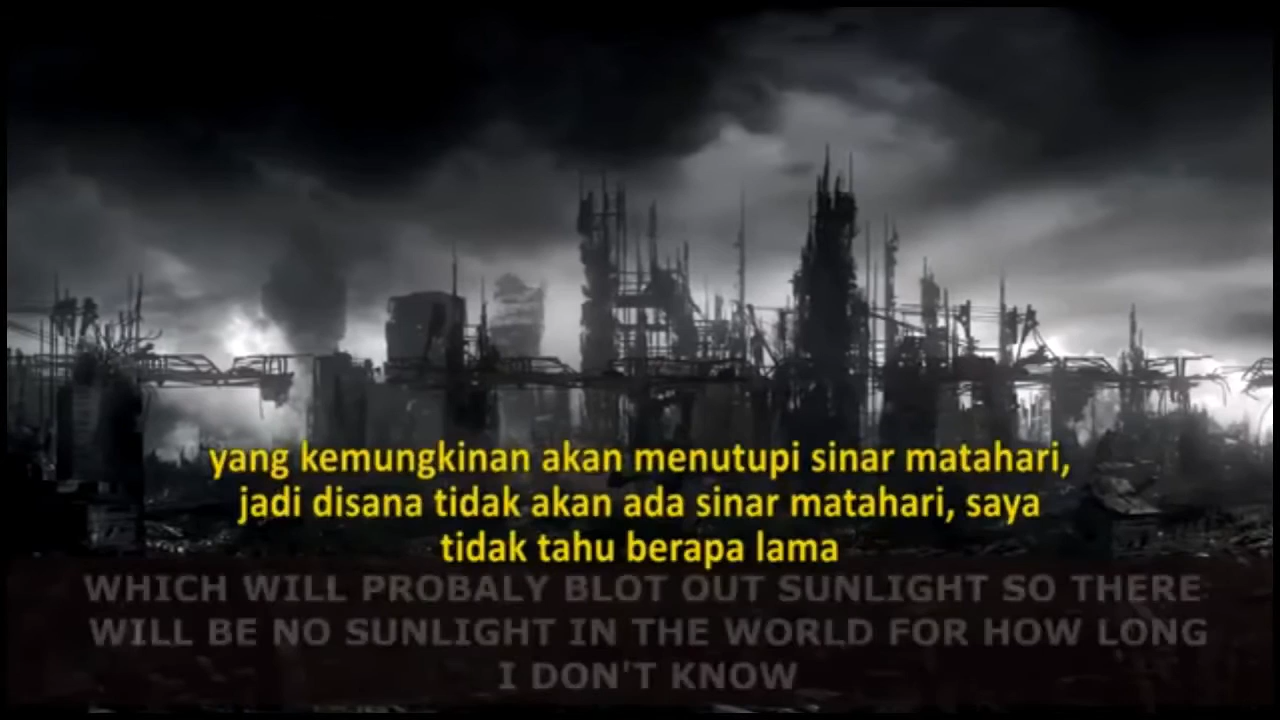 yang kemungkinan akan menutupi sinar matahari,
jadi disana tidak akan ada sinar matahari, saya
tidak tahu berapa lama
WHICH WILL PROBALY BLOT OUT SUNLIGHT SO THERE
WILL BE NO SUNLIGHT IN THE WORLD FOR HOW LONG
I DON'T KNOW